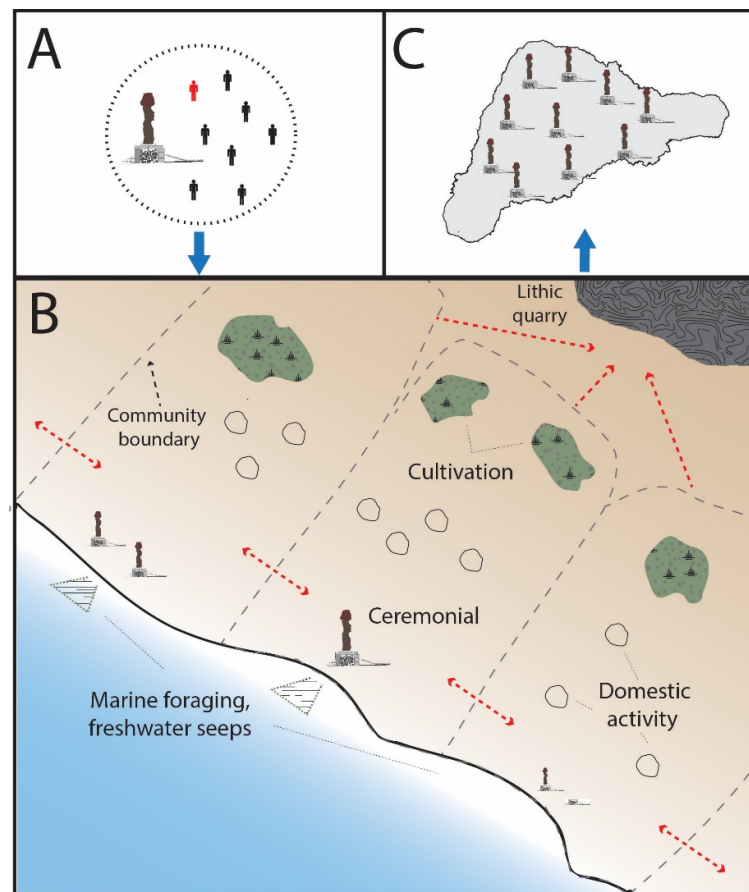 A
C
B
Lithic
quarry
Community
boundary
Cultivation
Ceremonial
Marine foraging,
freshwater seeps
Domestic
activity